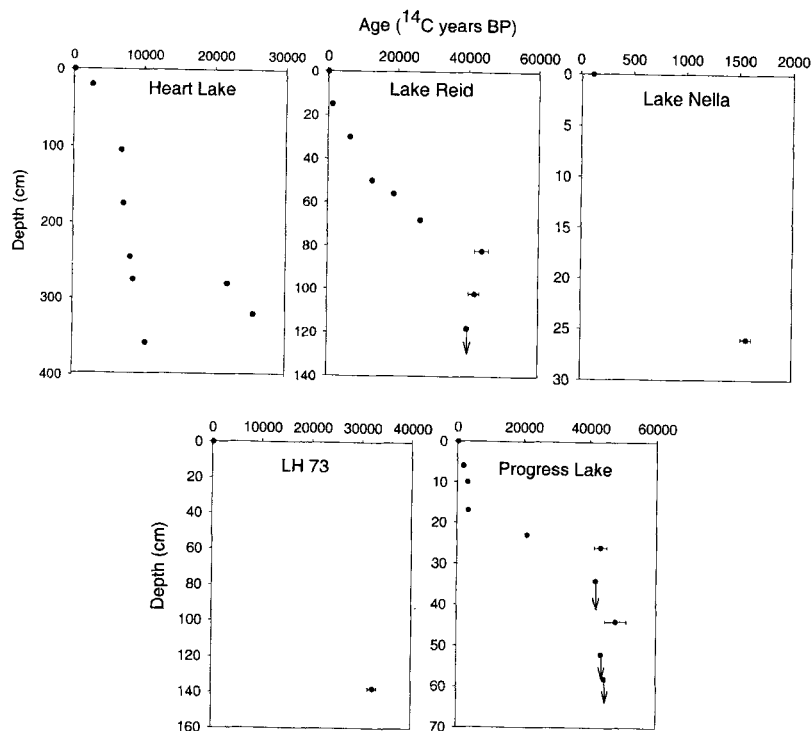 Age (14C years BP)
0 10000 20000 30000
0 20000 40000 60000
0 500 1000 1500 2000
Heart Lake
Lake Reid
Lake Nella
Depth (cm)
0
100
200
300
400
0
20
40
60
80
100
120
140
0
5
10
15
20
25
30
0 10000 20000 30000 40000
0 20000 40000 60000
LH 73
Progress Lake
Depth (cm)
0
20
40
60
80
100
120
140
160
0
10
20
30
40
50
60
70